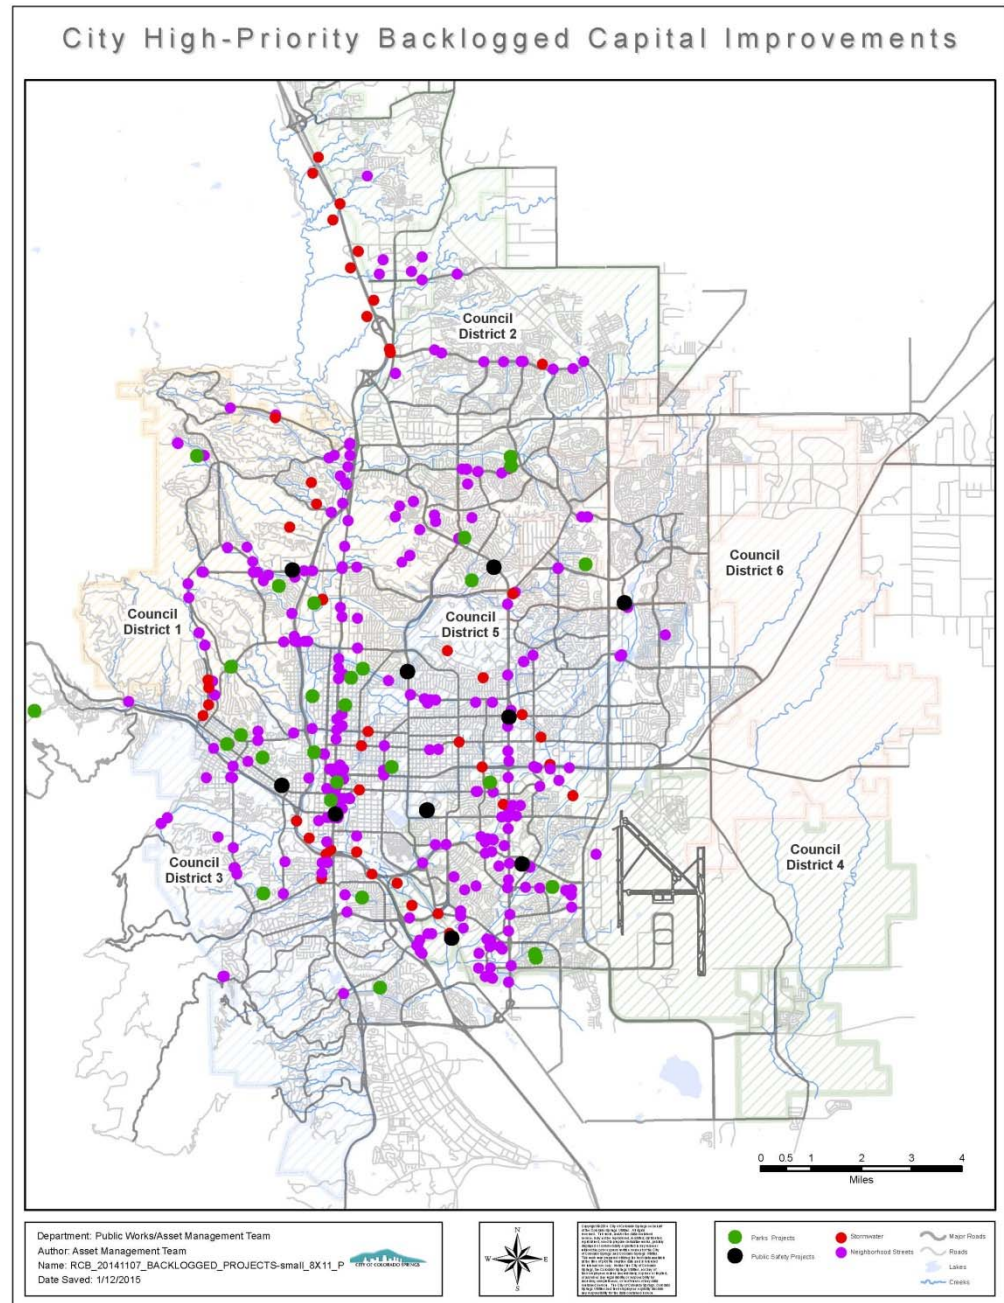 City High-Priority Backlogged Capital Improvements
Council
District 2
Council
District 6
Council
District 1
Council
District 5
Council
District 4
Council
District 3
0 0.5 1 2 3 4
Miles
Department: Public Works/Asset Management Team
Author: Asset Management Team
Name: RCB_20141107_BACKLOGGED_PROJECTS-small_8X11_P
Date Saved: 1/12/2015
CITY OF COLORADO SPRINGS
N
W E
S
Parks Projects
Public Safety Projects
Stormwater
Neighborhood Streets
Major Roads
Roads
Lakes
Creeks